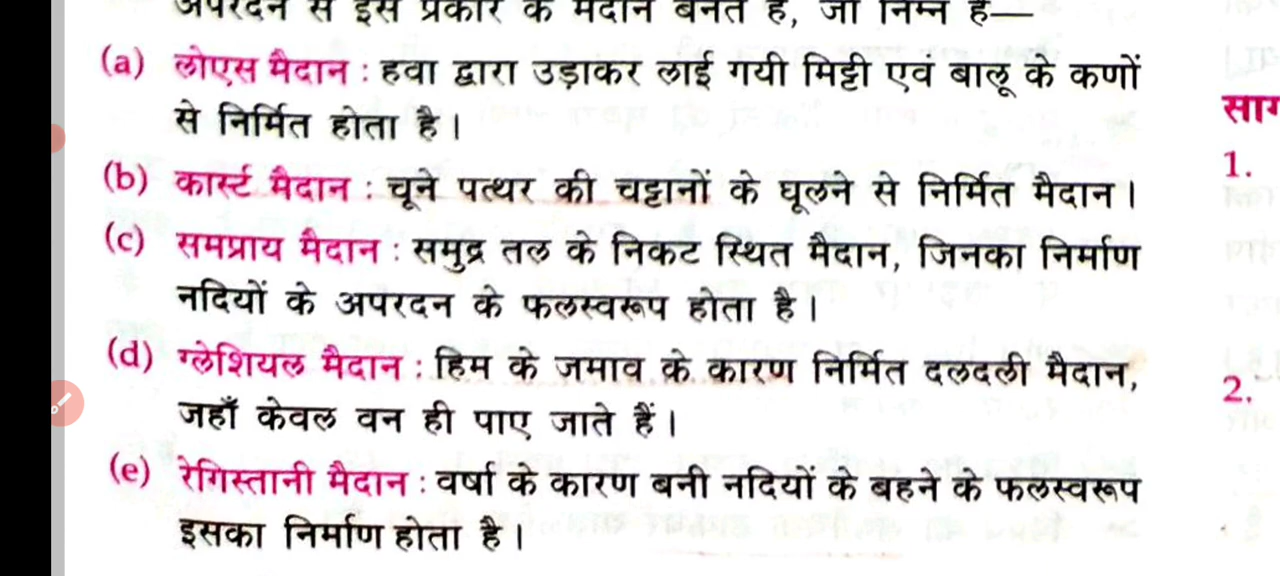 अपरदन से इस प्रकार के मैदान बनते हैं, जो निम्न हैं—
(a) लोएस मैदान : हवा द्वारा उड़ाकर लाई गयी मिट्टी एवं बालू के कणों
से निर्मित होता है।
(b) कार्स्ट मैदान : चूने पत्थर की चट्टानों के घूलने से निर्मित मैदान।
(c) समप्राय मैदान : समुद्र तल के निकट स्थित मैदान, जिनका निर्माण
नदियों के अपरदन के फलस्वरूप होता है।
(d) ग्लेशियल मैदान : हिम के जमाव के कारण निर्मित दलदली मैदान,
जहाँ केवल वन ही पाए जाते हैं।
(e) रेगिस्तानी मैदान : वर्षा के कारण बनी नदियों के बहने के फलस्वरूप
इसका निर्माण होता है।
1.
2.